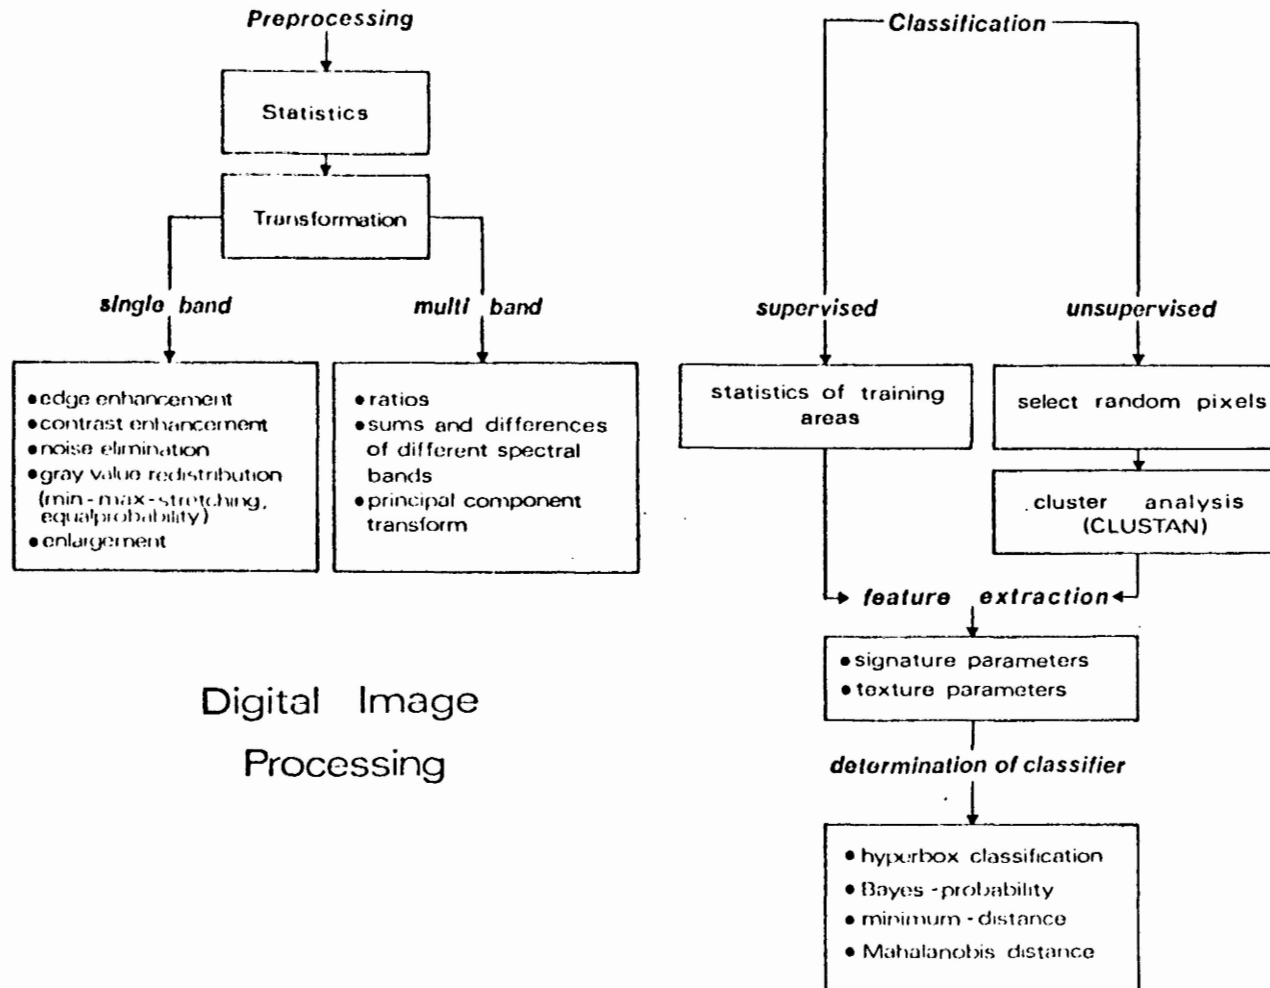 Preprocessing
Statistics
Transformation
single band
multi band
• edge enhancement
• contrast enhancement
• noise elimination
• gray value redistribution
(min-max-stretching,
equalprobability)
• enlargement
• ratios
• sums and differences
of different spectral
bands
• principal component
transform
Digital Image
Processing
Classification
supervised
unsupervised
statistics of training
areas
select random pixels
cluster analysis
(CLUSTAN)
feature extraction
• signature parameters
• texture parameters
determination of classifier
• hyperbox classification
• Bayes-probability
• minimum-distance
• Mahalanobis distance